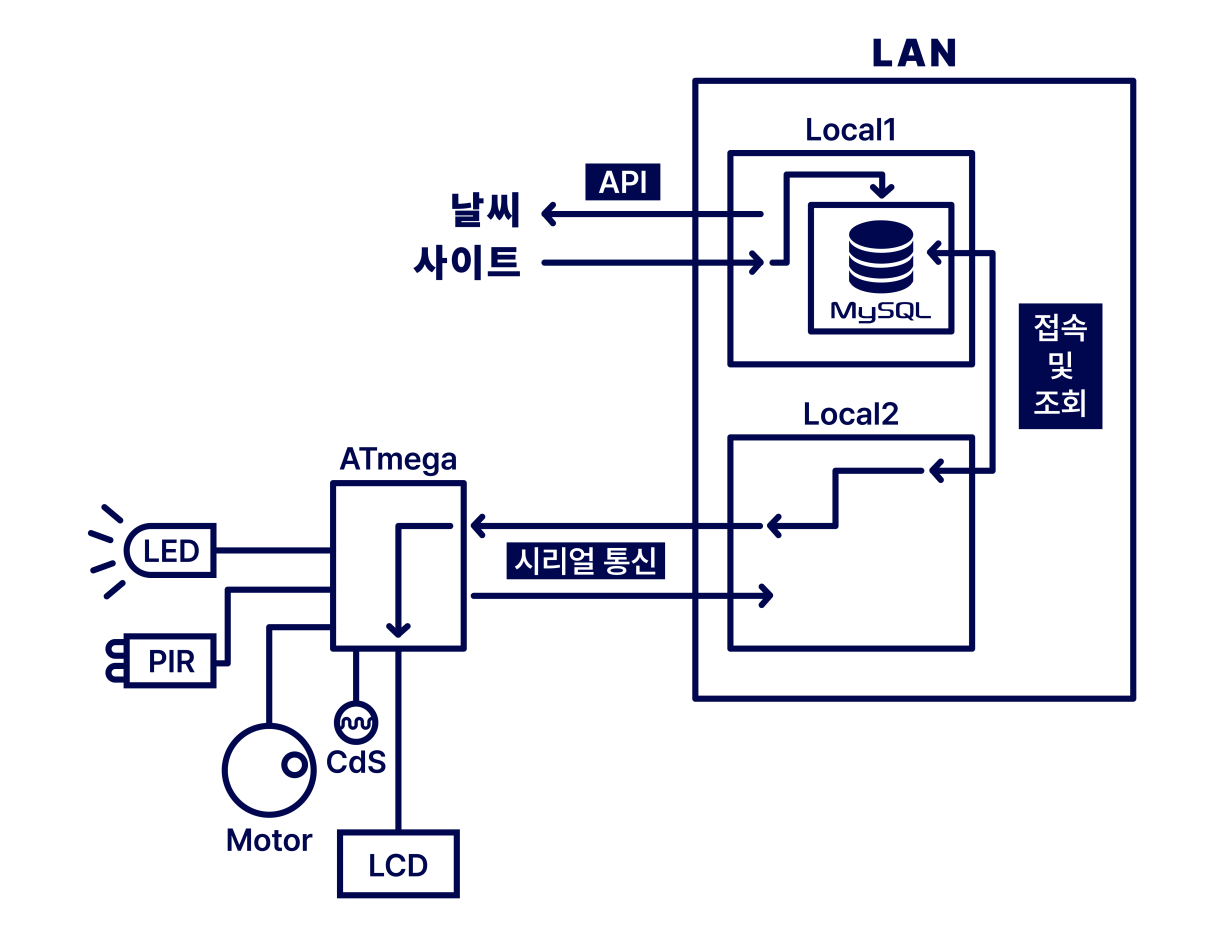 LAN
Local1
API
날씨
사이트
MySQL
접속
및
조회
Local2
ATmega
LED
시리얼 통신
PIR
CdS
Motor
LCD